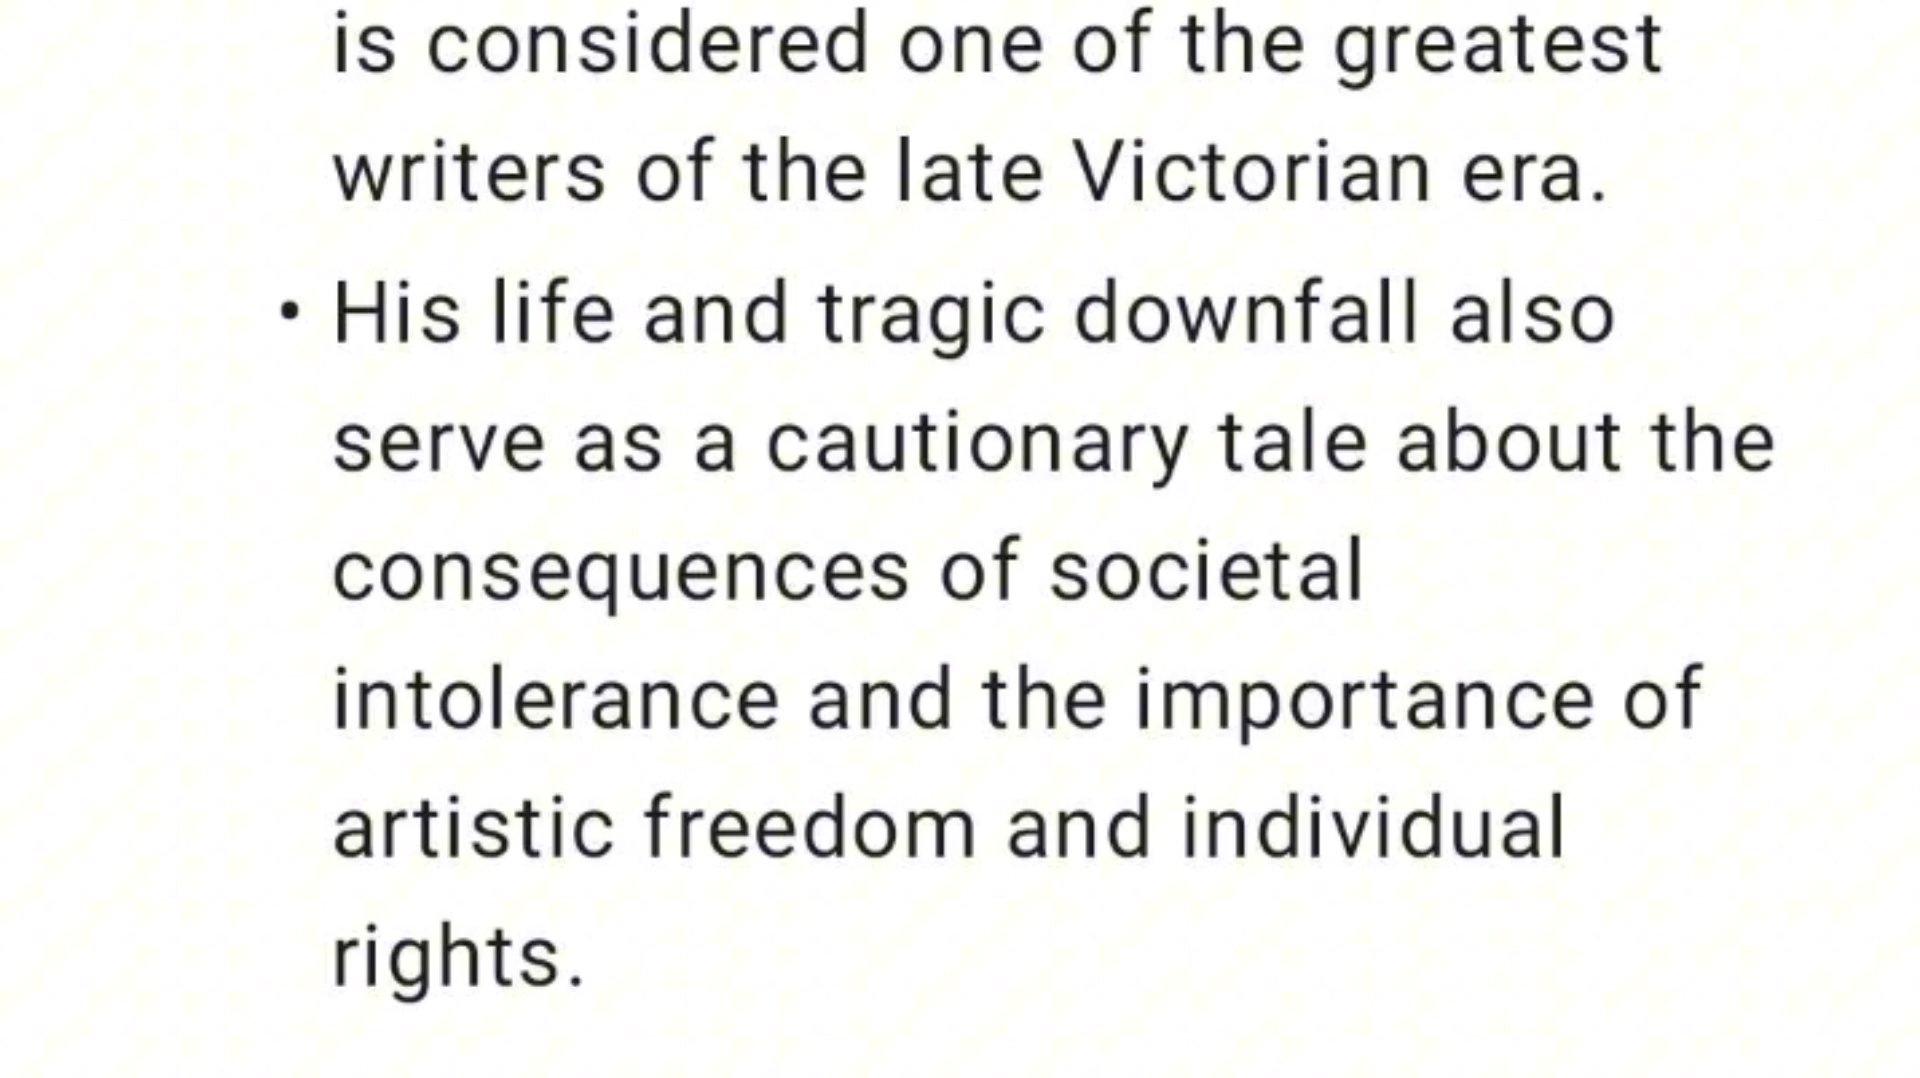 is considered one of the greatest
writers of the late Victorian era.
• His life and tragic downfall also
serve as a cautionary tale about the
consequences of societal
intolerance and the importance of
artistic freedom and individual
rights.